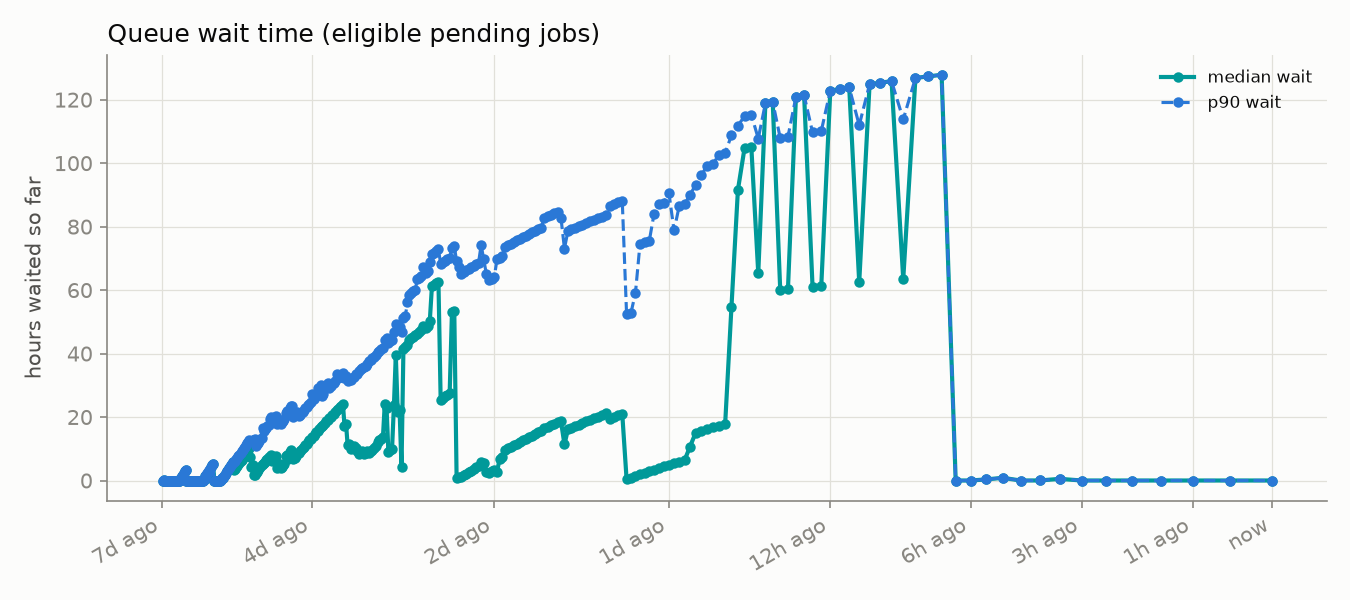 Queue wait time (eligible pending jobs)
median wait
p90 wait
hours waited so far
120
100
80
60
40
20
0
7d ago
4d ago
2d ago
1d ago
12h ago
6h ago
3h ago
1h ago
now